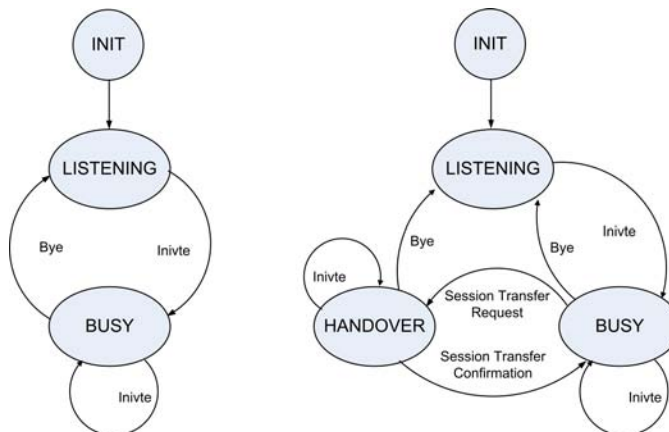 INIT
LISTENING
Bye
Inivte
BUSY
Inivte
INIT
LISTENING
Bye
Bye
Inivte
Inivte
Session Transfer
Request
HANDOVER
BUSY
Session Transfer
Confirmation
Inivte